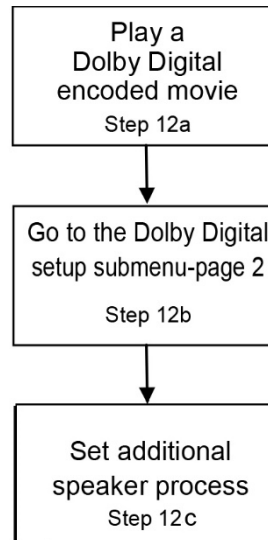 Play a
Dolby Digital
encoded movie
Step 12a
Go to the Dolby Digital
setup submenu-page 2
Step 12b
Set additional
speaker process
Step 12c